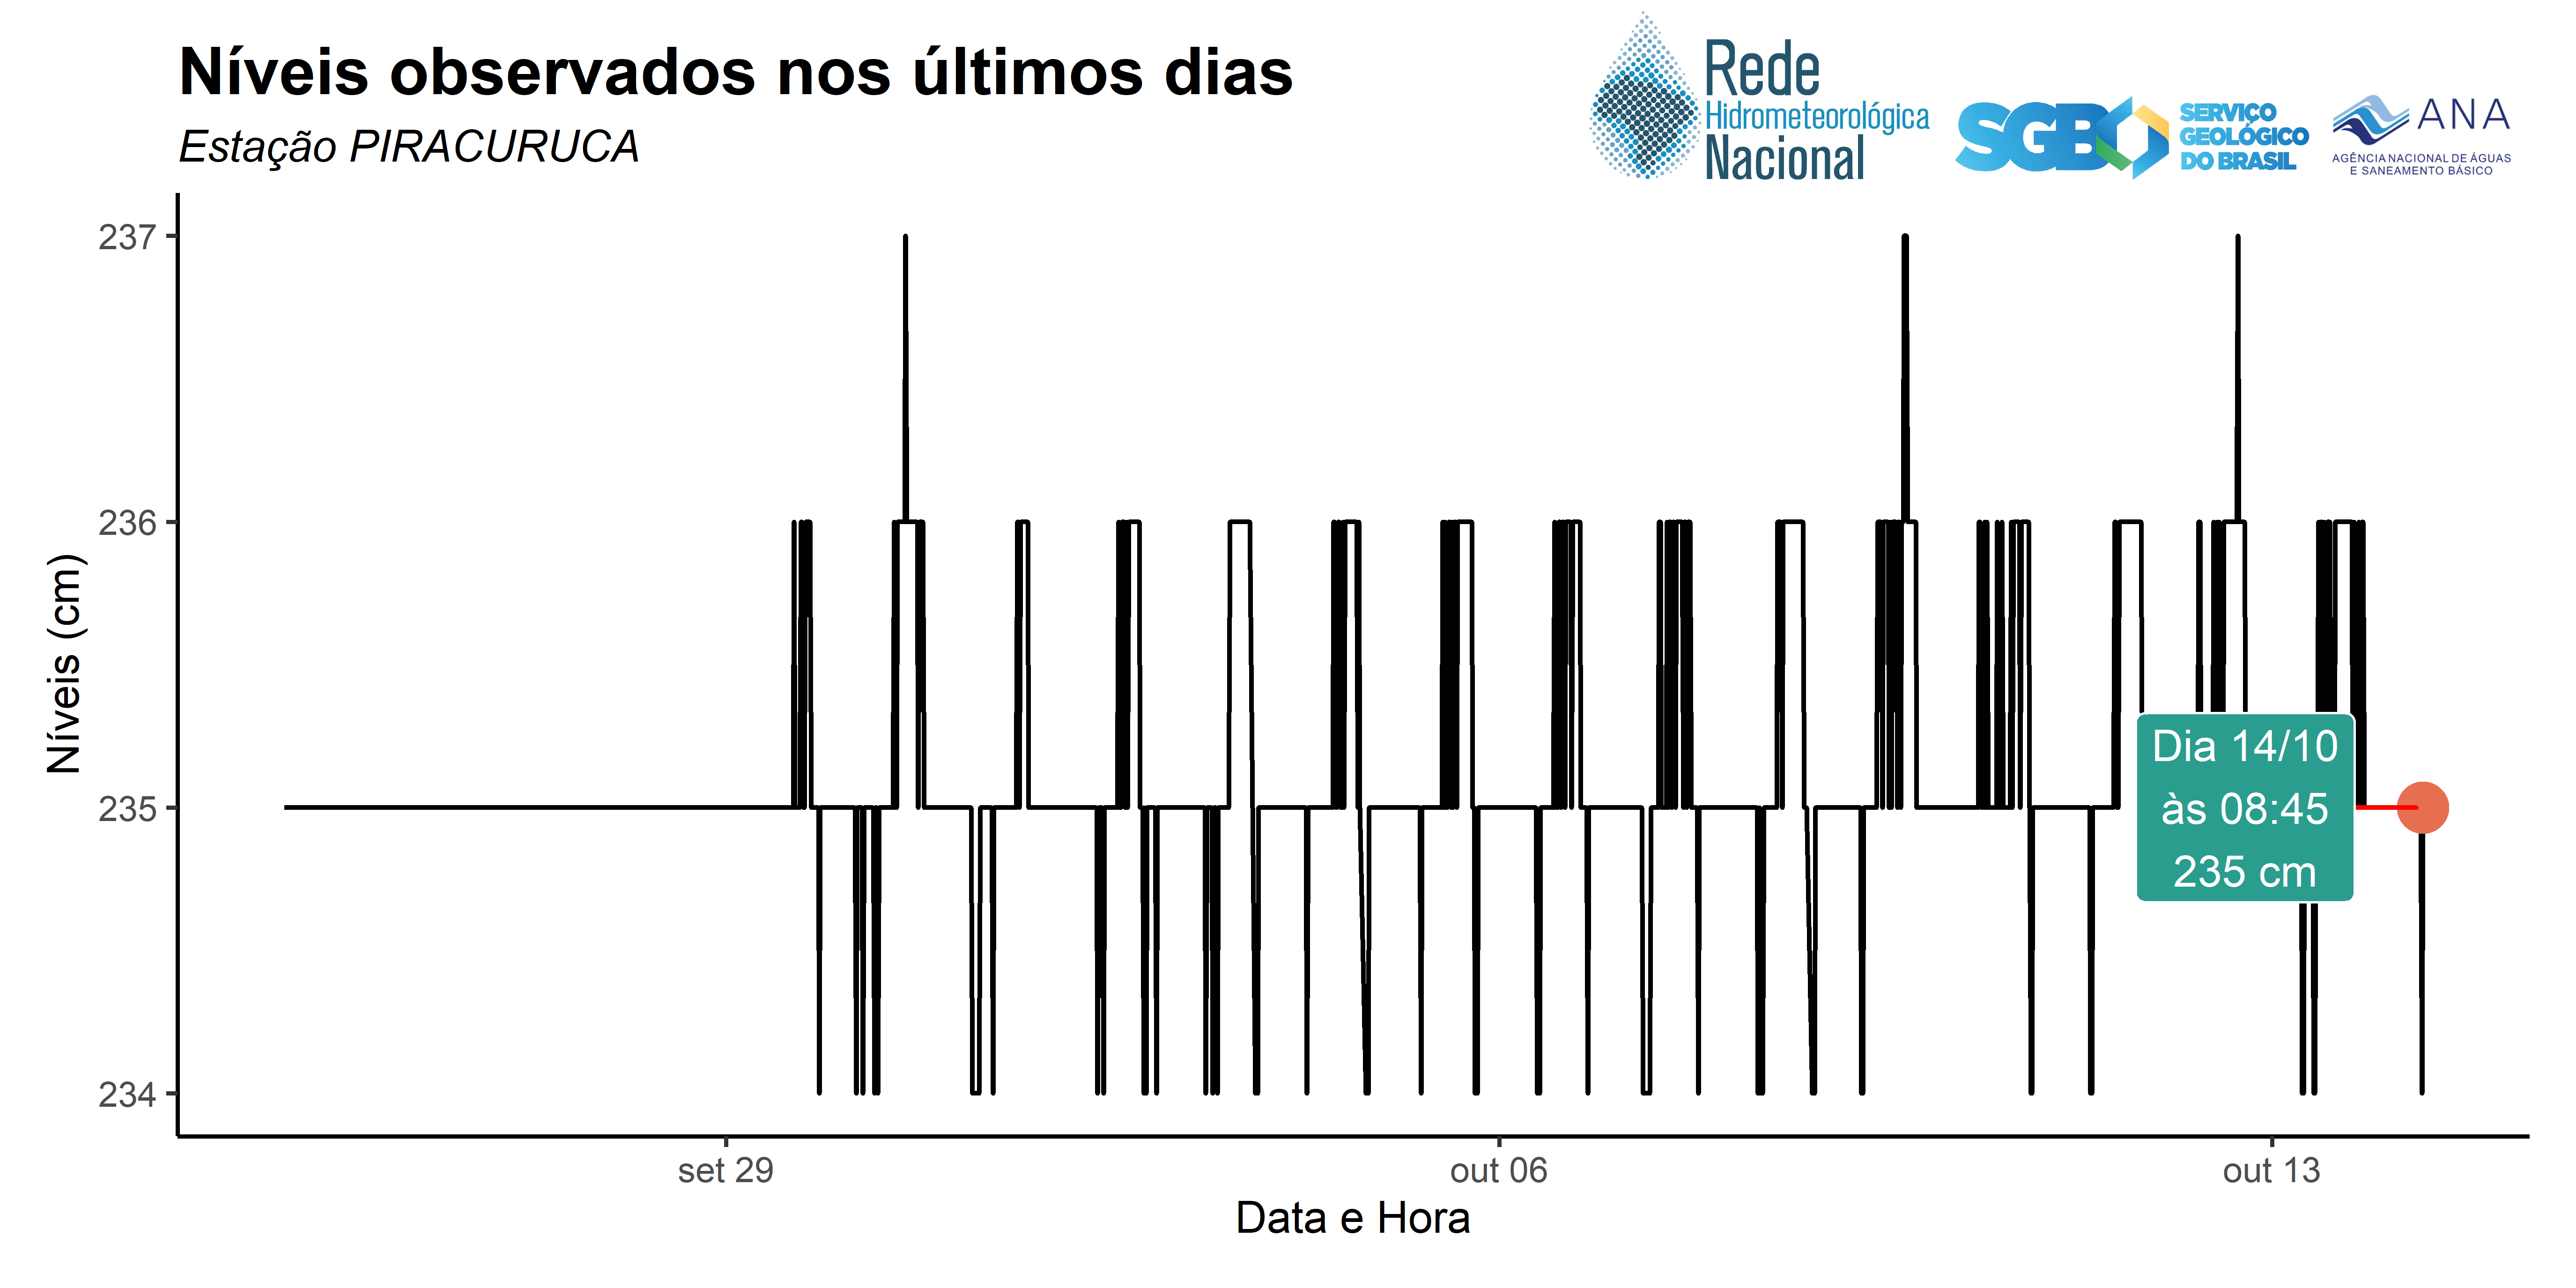 Níveis observados nos últimos dias
Estação PIRACURUCA
Rede
Hidrometeorológica
Nacional
SGB
SERVIÇO
GEOLÓGICO
DO BRASIL
ANA
AGÊNCIA NACIONAL DE ÁGUAS
E SANEAMENTO BÁSICO
Níveis (cm)
237
236
235
234
Dia 14/10
às 08:45
235 cm
set 29
out 06
out 13
Data e Hora